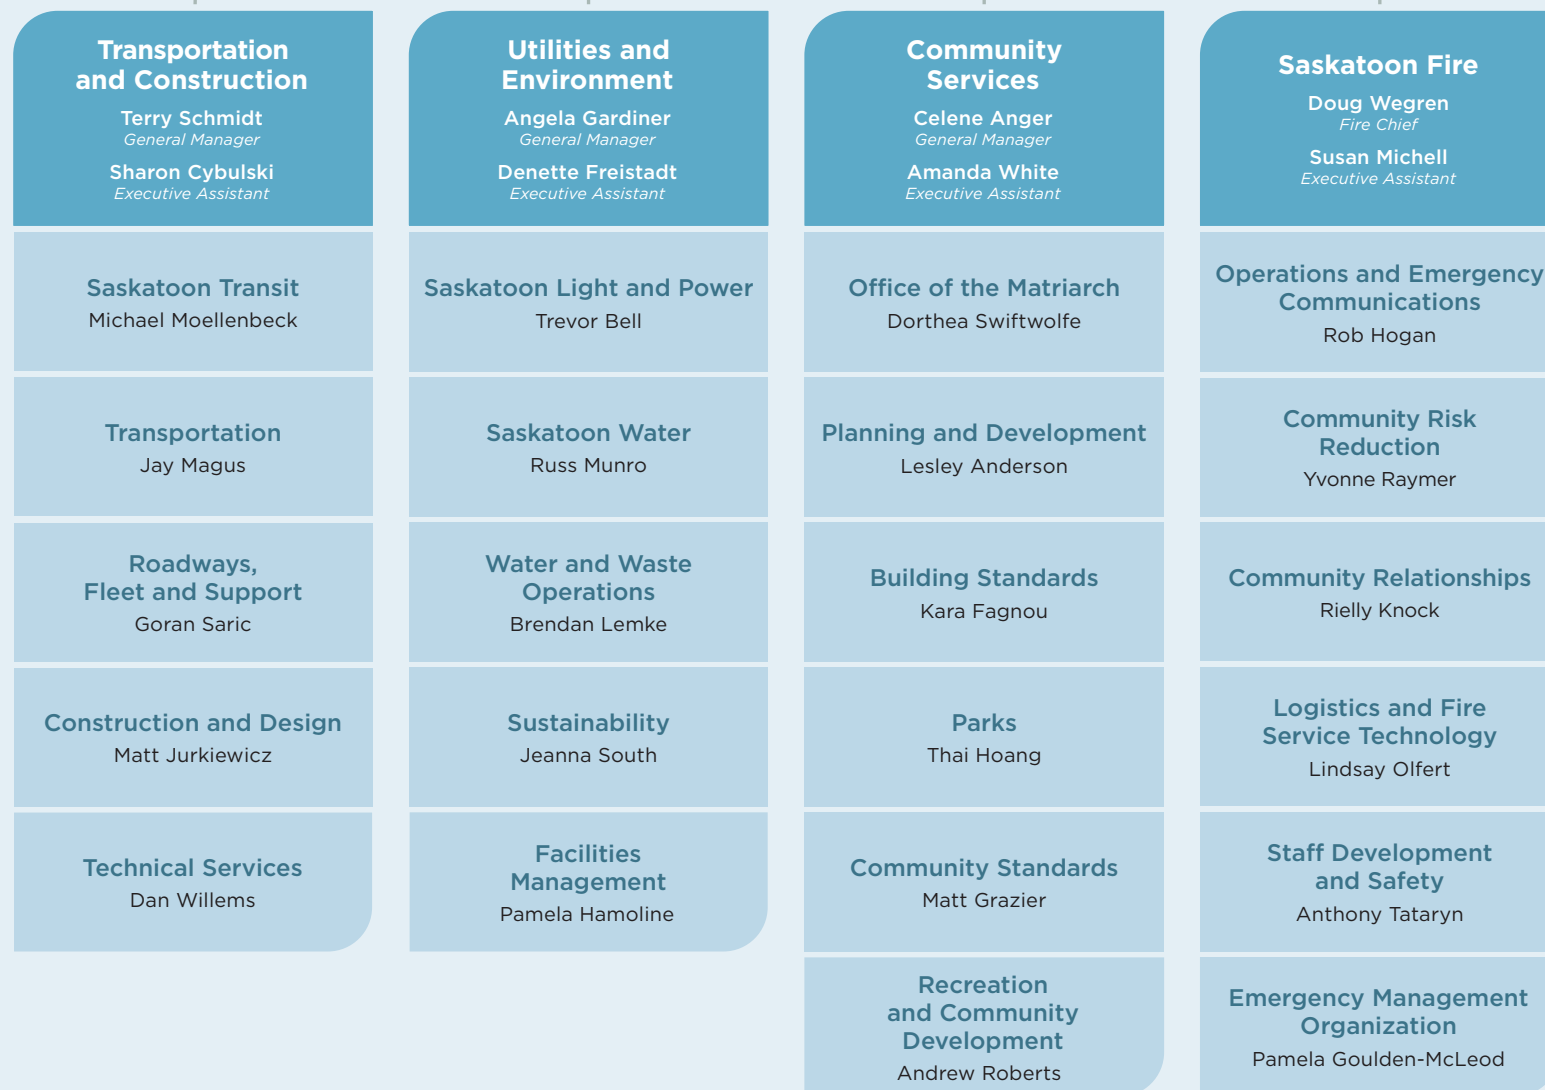 Transportation
and Construction
Terry Schmidt
General Manager
Sharon Cybulski
Executive Assistant
Saskatoon Transit
Michael Moellenbeck
Transportation
Jay Magus
Roadways,
Fleet and Support
Goran Saric
Construction and Design
Matt Jurkiewicz
Technical Services
Dan Willems
Utilities and
Environment
Angela Gardiner
General Manager
Denette Freistadt
Executive Assistant
Saskatoon Light and Power
Trevor Bell
Saskatoon Water
Russ Munro
Water and Waste
Operations
Brendan Lemke
Sustainability
Jeanna South
Facilities
Management
Pamela Hamoline
Community
Services
Celene Anger
General Manager
Amanda White
Executive Assistant
Office of the Matriarch
Dorthea Swiftwolfe
Planning and Development
Lesley Anderson
Building Standards
Kara Fagnou
Parks
Thai Hoang
Community Standards
Matt Grazier
Recreation
and Community
Development
Andrew Roberts
Saskatoon Fire
Doug Wegren
Fire Chief
Susan Michell
Executive Assistant
Operations and Emergency
Communications
Rob Hogan
Community Risk
Reduction
Yvonne Raymer
Community Relationships
Rielly Knock
Logistics and Fire
Service Technology
Lindsay Olfert
Staff Development
and Safety
Anthony Tataryn
Emergency Management
Organization
Pamela Goulden-McLeod